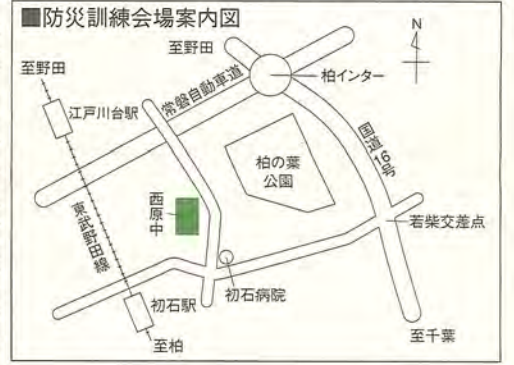 ■防災訓練会場案内図
N
至野田
至野田
柏インター
常磐自動車道
江戸川台駅
国道16号
柏の葉
公園
西原中
若柴交差点
東武野田線
初石病院
初石駅
至柏
至千葉